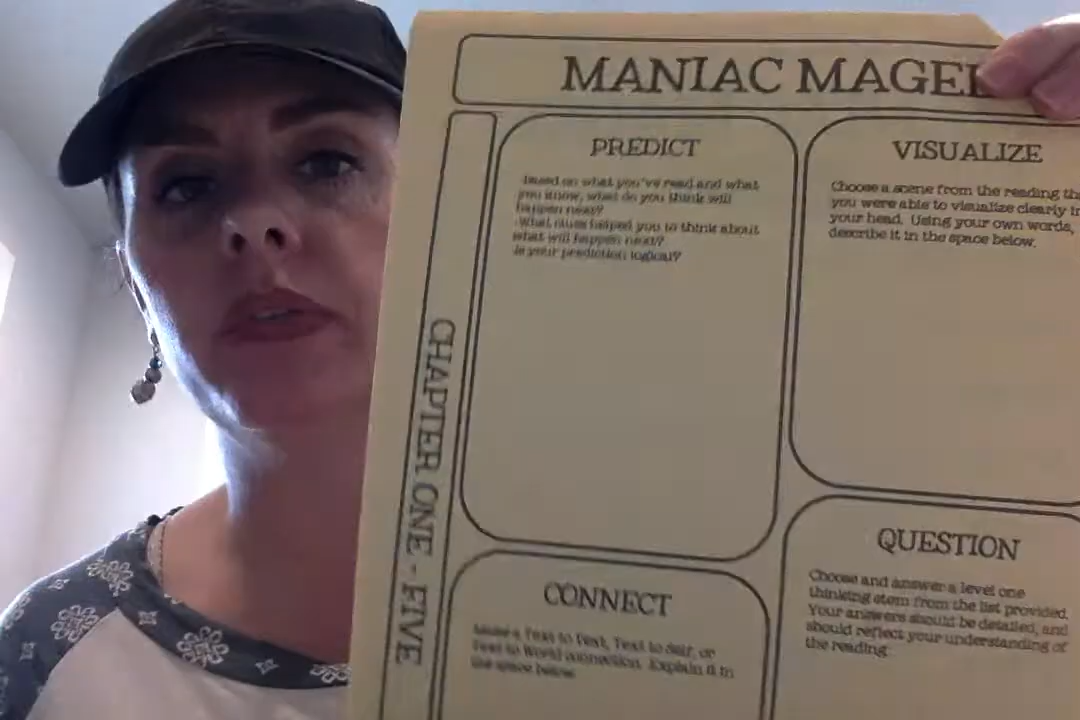 MANIAC MAGEE
PREDICT
·Based on what you've read and what
you know, what do you think will
happen next?
·What clues helped you to think about
what will happen next?
·Is your prediction logical?
VISUALIZE
Choose a scene from the reading th
you were able to visualize clearly in
your head. Using your own words,
describe it in the space below.
CHAPTER ONE - FIVE
CONNECT
Make a Text to Text, Text to Self, or
Text to World connection. Explain it in
the space below.
QUESTION
Choose and answer a level one
thinking stem from the list provided.
Your answers should be detailed, and
should reflect your understanding of
the reading.